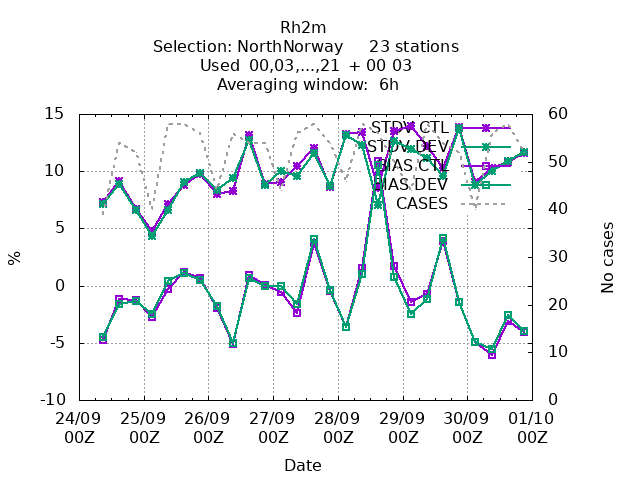 Rh2m
Selection: NorthNorway 23 stations
Used 00,03,...,21 + 00 03
Averaging window: 6h
15
10
5
0
-5
-10
%
60
50
40
30
20
10
0
No cases
STDV CTL
STDV DEV
BIAS CTL
BIAS DEV
CASES
24/09 25/09 26/09 27/09 28/09 29/09 30/09 01/10
00Z 00Z 00Z 00Z 00Z 00Z 00Z 00Z
Date